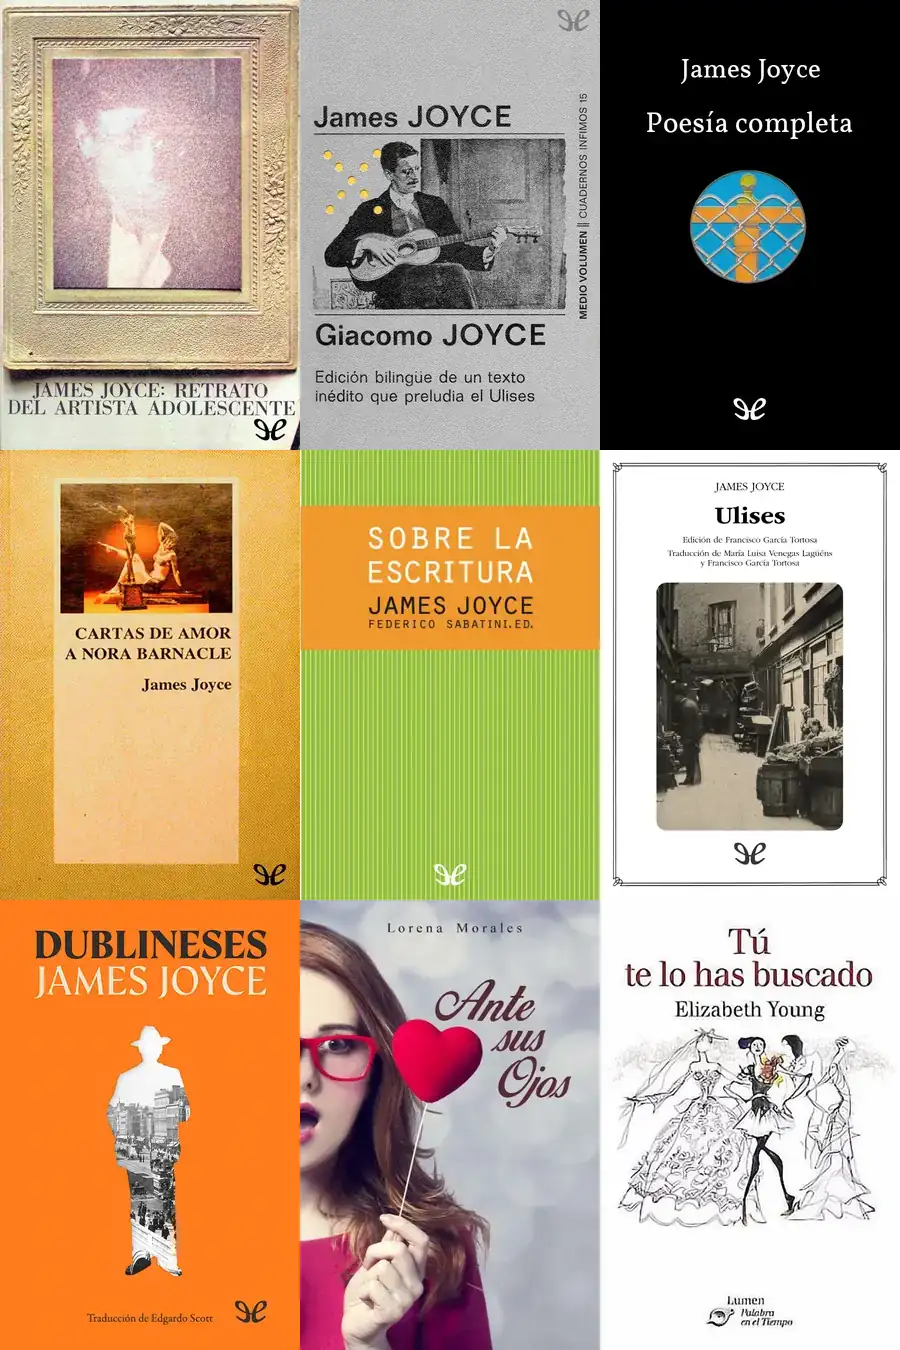 JAMES JOYCE: RETRATO
DEL ARTISTA ADOLESCENTE
James JOYCE
MEDIO VOLUMEN || CUADERNOS INFIMOS 15
Giacomo JOYCE
Edición bilingüe de un texto
inédito que preludia el Ulises
James Joyce
Poesía completa
CARTAS DE AMOR
A NORA BARNACLE
James Joyce
SOBRE LA
ESCRITURA
JAMES JOYCE
FEDERICO SABATINI.ED.
JAMES JOYCE
Ulises
Edición de Francisco García Tortosa
Traducción de María Luisa Venegas Lagüéns
y Francisco García Tortosa
DUBLINESES
JAMES JOYCE
Traducción de Edgardo Scott
Lorena Morales
Ante
sus
Ojos
Tú
te lo has buscado
Elizabeth Young
Lumen
Palabra
en el Tiempo